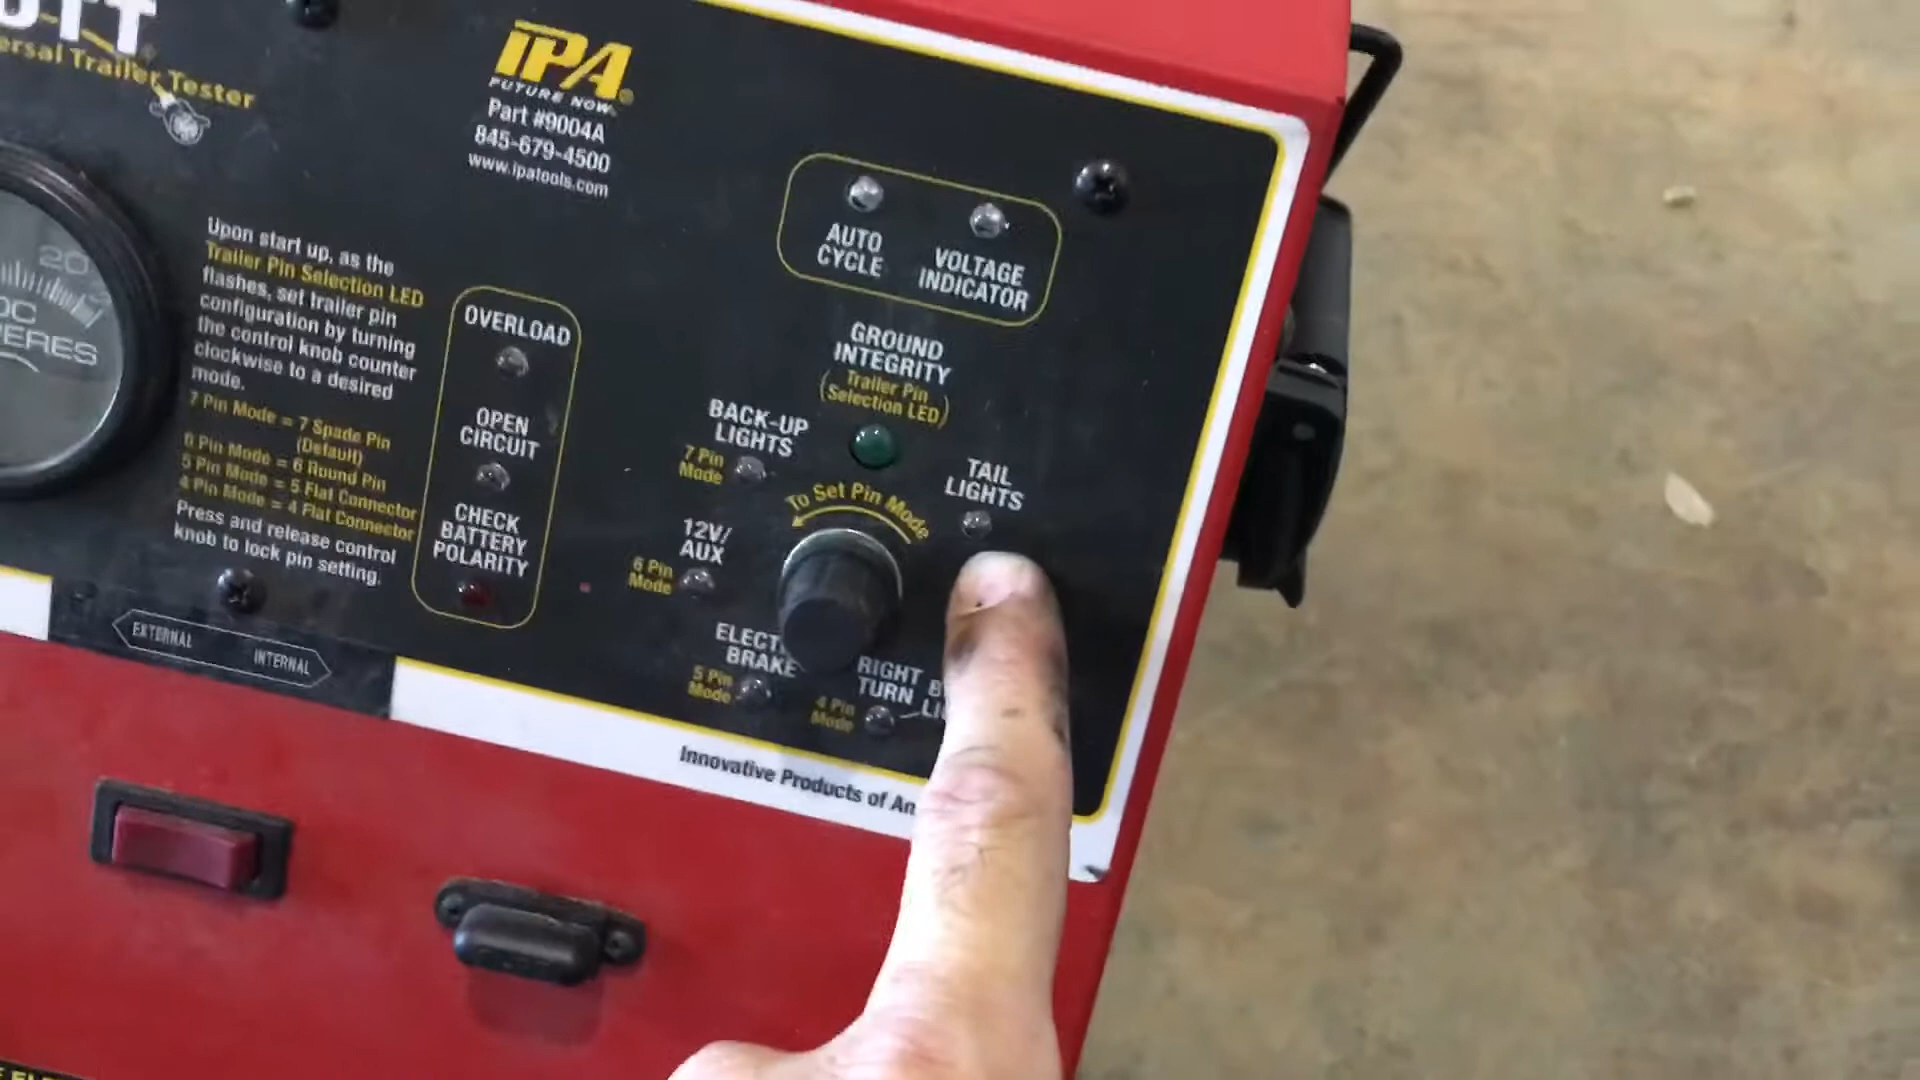 Trailer Tester
IPA
FUTURE NOW
Part #9004A
845-679-4500
www.ipatools.com
20
DC
Upon start up, as the
Trailer Pin Selection LED
flashes, set trailer pin
configuration by turning
the control knob counter
clockwise to a desired
mode.
7 Pin Mode = 7 Spade Pin
(Default)
6 Pin Mode = 6 Round Pin
5 Pin Mode = 5 Flat Connector
4 Pin Mode = 4 Flat Connector
Press and release control
knob to lock pin setting.
OVERLOAD
OPEN
CIRCUIT
CHECK
BATTERY
POLARITY
AUTO
CYCLE
VOLTAGE
INDICATOR
GROUND
INTEGRITY
(Trailer Pin
Selection LED)
BACK-UP
LIGHTS
7 Pin
Mode
To Set Pin Mode
TAIL
LIGHTS
12V/
AUX
6 Pin
Mode
BRAKE
5 Pin
Mode
RIGHT
TURN
4 Pin
Mode
EXTERNAL
INTERNAL
Innovative Products of